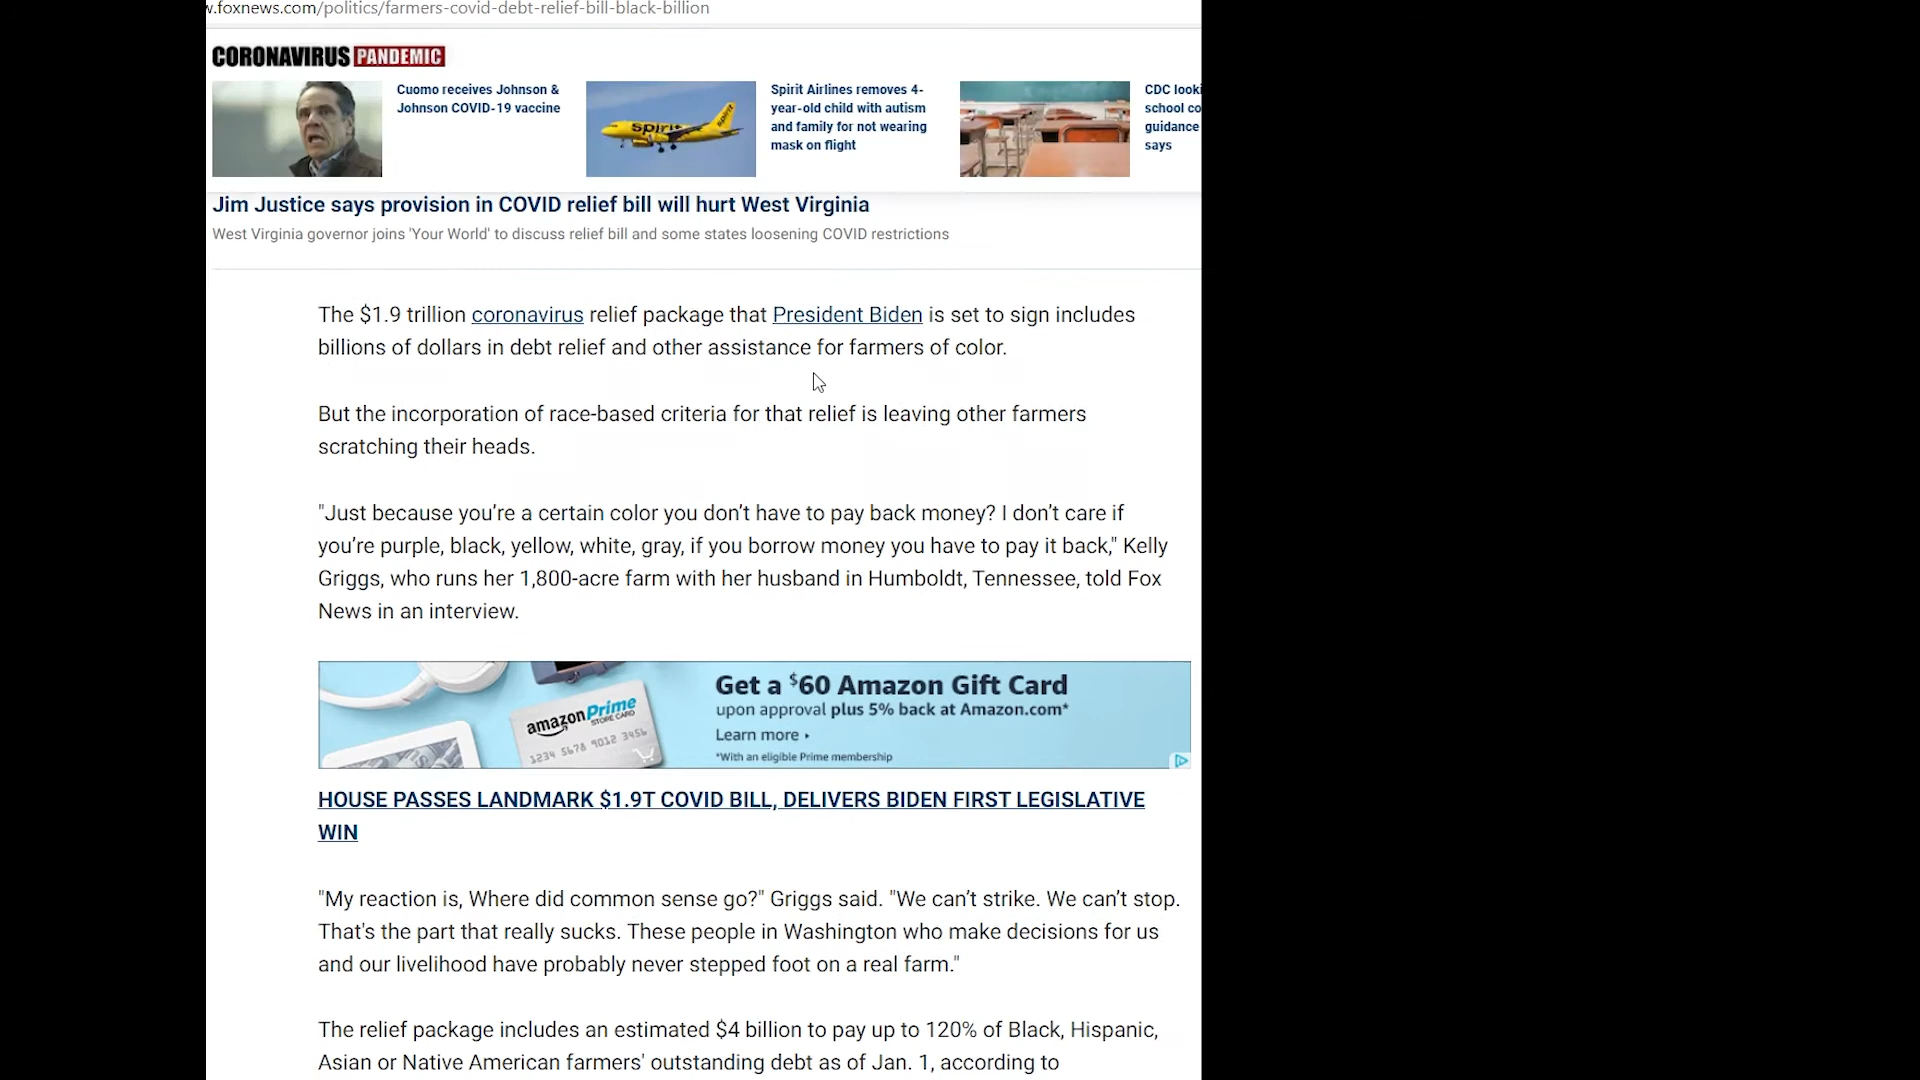 .foxnews.com/politics/farmers-covid-debt-relief-bill-black-billion
CORONAVIRUS PANDEMIC
Cuomo receives Johnson &
Johnson COVID-19 vaccine
spirit
spirit
Spirit Airlines removes 4-
year-old child with autism
and family for not wearing
mask on flight
CDC looki
school co
guidance
says
Jim Justice says provision in COVID relief bill will hurt West Virginia
West Virginia governor joins 'Your World' to discuss relief bill and some states loosening COVID restrictions
The $1.9 trillion coronavirus relief package that President Biden is set to sign includes
billions of dollars in debt relief and other assistance for farmers of color.
But the incorporation of race-based criteria for that relief is leaving other farmers
scratching their heads.
"Just because you’re a certain color you don’t have to pay back money? I don’t care if
you’re purple, black, yellow, white, gray, if you borrow money you have to pay it back," Kelly
Griggs, who runs her 1,800-acre farm with her husband in Humboldt, Tennessee, told Fox
News in an interview.
amazonPrime
STORE CARD
1234 5678 9012 3456
Get a $60 Amazon Gift Card
upon approval plus 5% back at Amazon.com*
Learn more ▸
*With an eligible Prime membership
HOUSE PASSES LANDMARK $1.9T COVID BILL, DELIVERS BIDEN FIRST LEGISLATIVE
WIN
"My reaction is, Where did common sense go?" Griggs said. "We can’t strike. We can’t stop.
That's the part that really sucks. These people in Washington who make decisions for us
and our livelihood have probably never stepped foot on a real farm."
The relief package includes an estimated $4 billion to pay up to 120% of Black, Hispanic,
Asian or Native American farmers' outstanding debt as of Jan. 1, according to